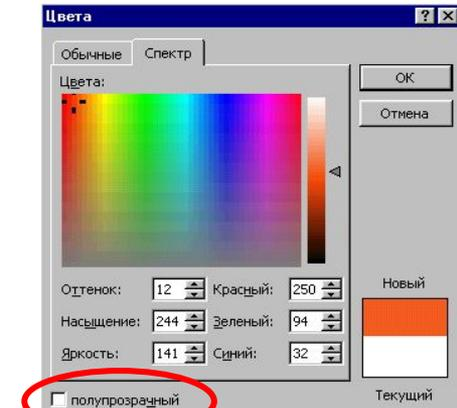 Цвета
Обычные Спектр
Цвета:
ОК
Отмена
Оттенок: 12 Красный: 250
Насыщение: 244 Зеленый: 94
Яркость: 141 Синий: 32
Новый
Текущий
полупрозрачный